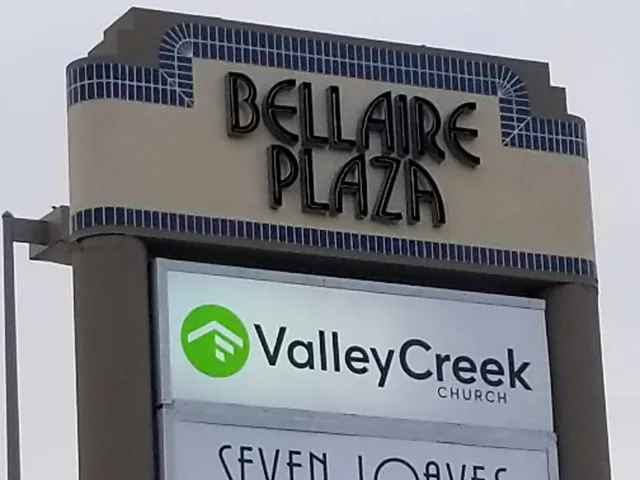 BELLAIRE
PLAZA
ValleyCreek
CHURCH
SEVEN LOAVES